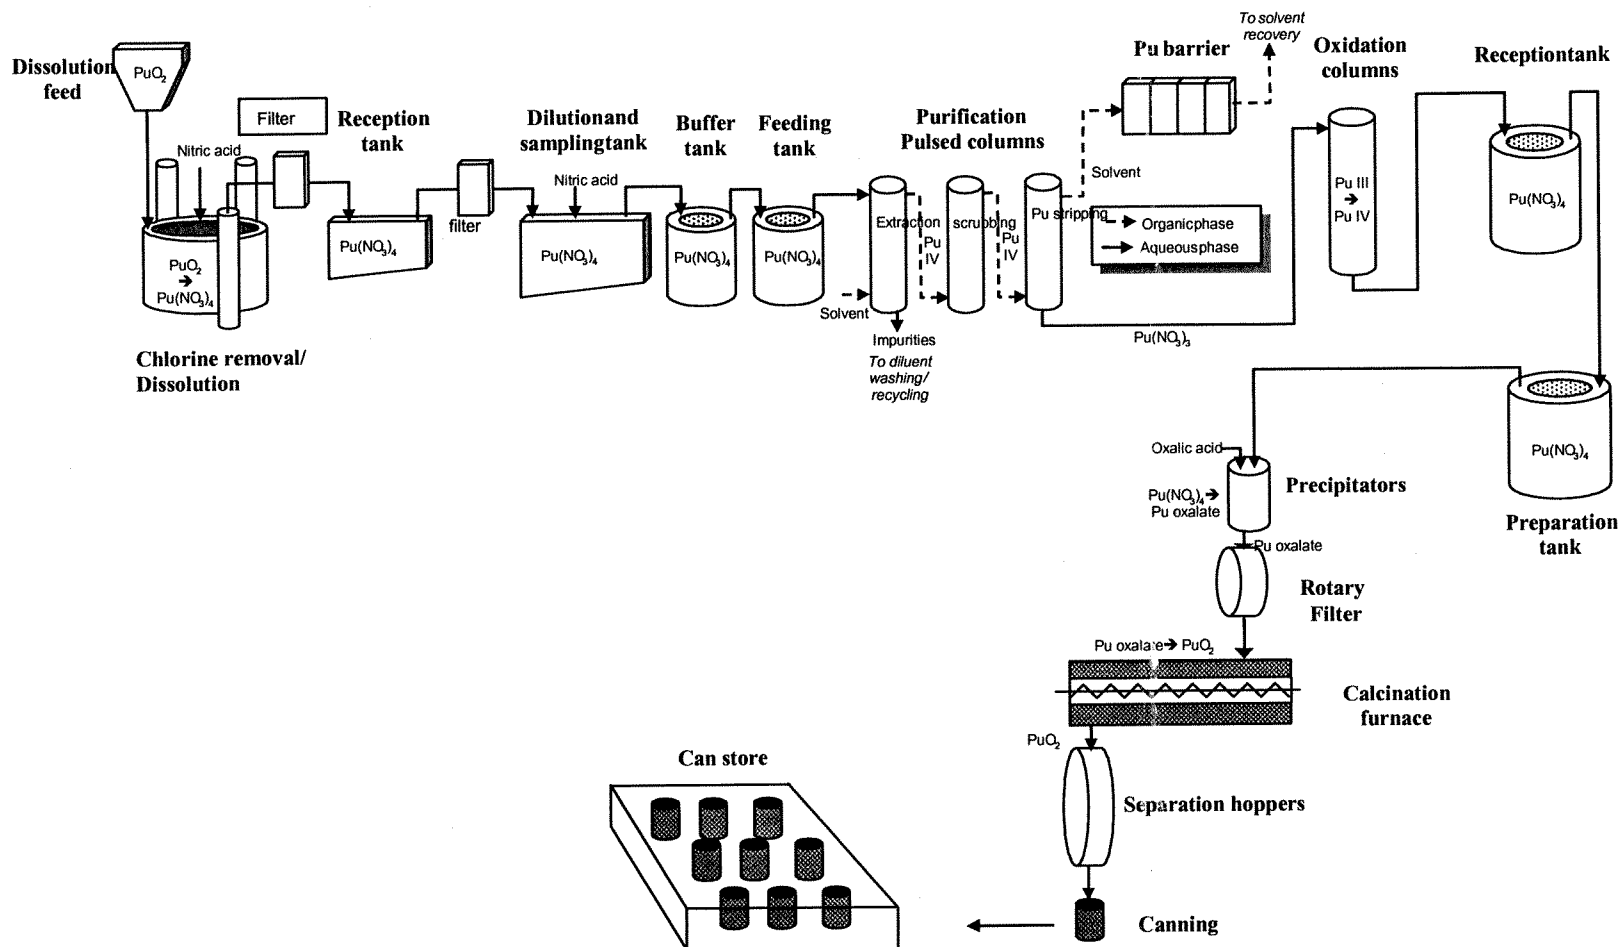 To solvent
recovery
Pu barrier
Oxidation
columns
Receptiontank
Dissolution
feed
PuO2
Filter
Reception
tank
Dilutionand
samplingtank
Buffer
tank
Feeding
tank
Purification
Pulsed columns
Nitric acid
filter
Nitric acid
Solvent
Extraction
Pu
IV
scrubbing
Pu
IV
Pu stripping
Organicphase
Aqueousphase
Pu III
➔
Pu IV
Pu(NO3)4
PuO2
➔
Pu(NO3)4
Pu(NO3)4
Pu(NO3)4
Pu(NO3)4
Pu(NO3)4
Solvent
Impurities
To diluent
washing/
recycling
Pu(NO3)3
Chlorine removal/
Dissolution
Oxalic acid
Pu(NO3)4➔
Pu oxalate
Precipitators
Pu(NO3)4
Preparation
tank
Pu oxalate
Rotary
Filter
Pu oxalate➔ PuO2
Calcination
furnace
PuO2
Separation hoppers
Can store
Canning